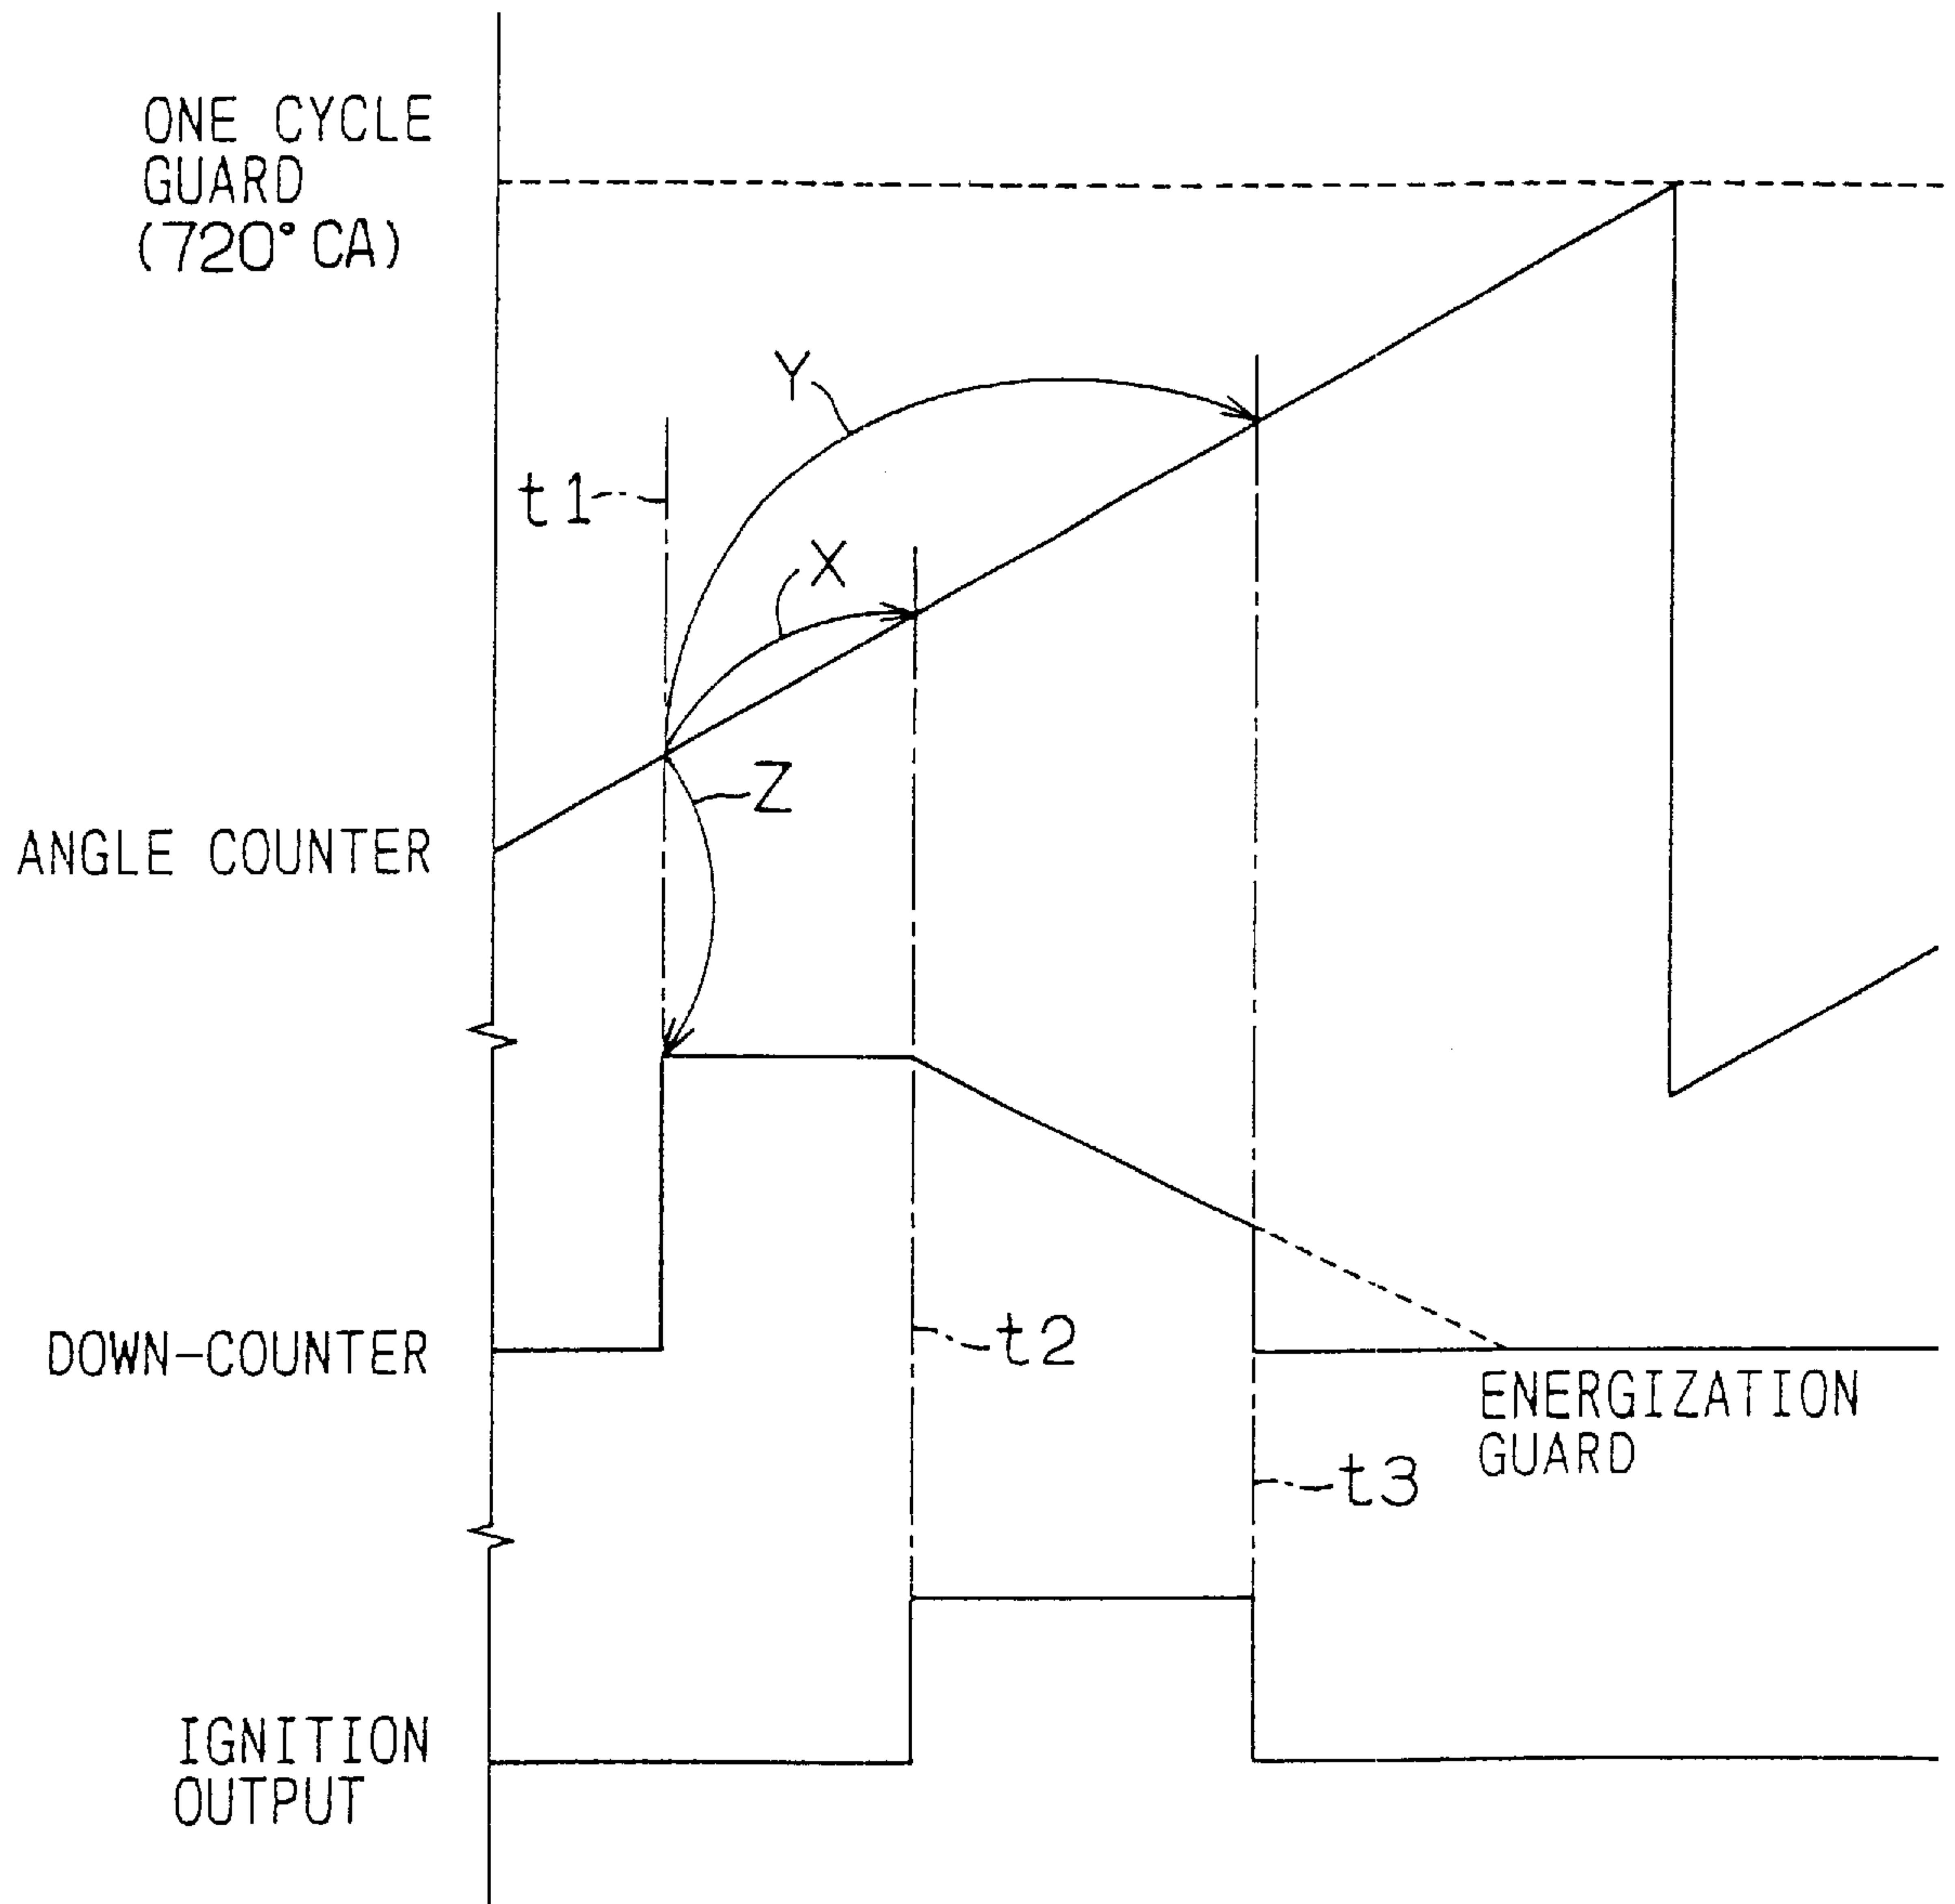 ONE CYCLE
GUARD
(720° CA)
Y
t1
X
Z
ANGLE COUNTER
DOWN-COUNTER
t2
ENERGIZATION
GUARD
t3
IGNITION
OUTPUT